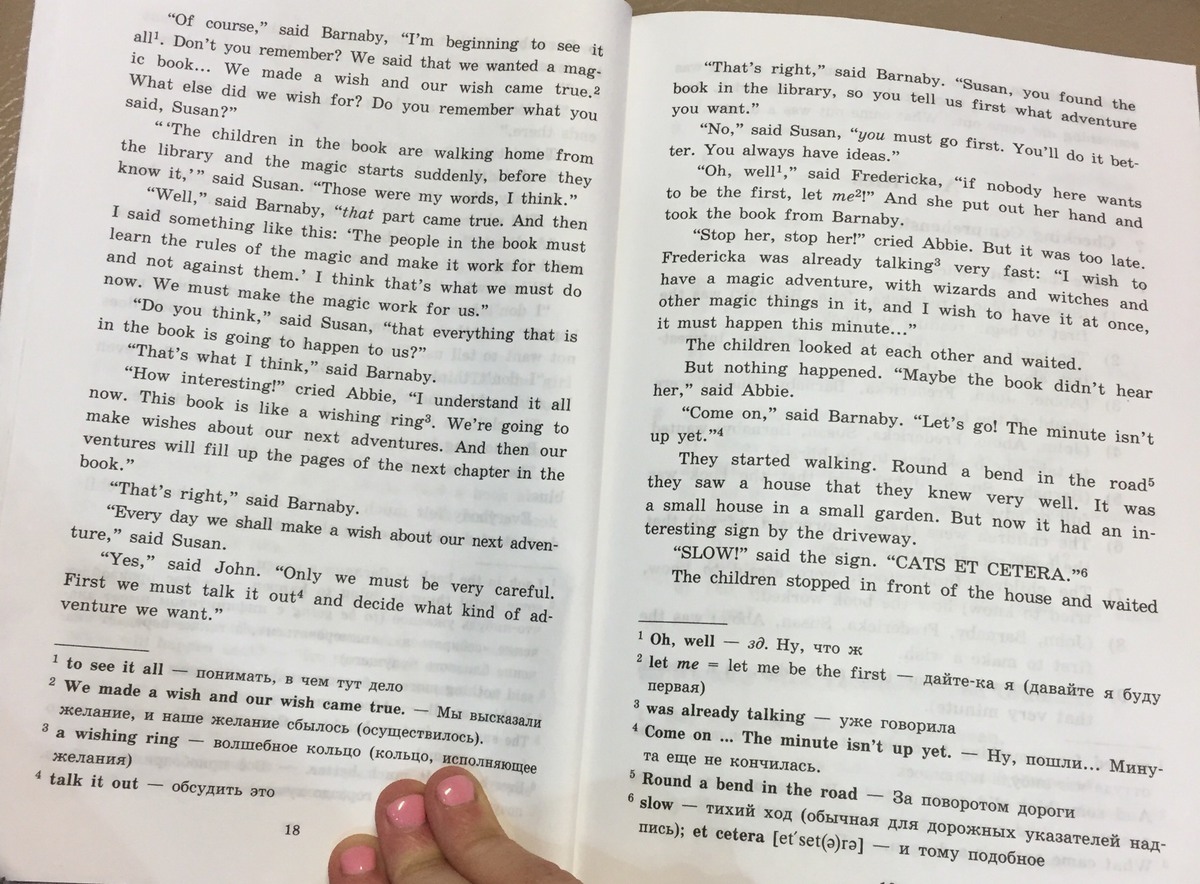 “Of course,” said Barnaby, “I’m beginning to see it
all¹. Don’t you remember? We said that we wanted a mag-
ic book... We made a wish and our wish came true.²
What else did we wish for? Do you remember what you
said, Susan?”
“ ‘The children in the book are walking home from
the library and the magic starts suddenly, before they
know it,’ ” said Susan. “Those were my words, I think.”
“Well,” said Barnaby, “that part came true. And then
I said something like this: ‘The people in the book must
learn the rules of the magic and make it work for them
and not against them.’ I think that’s what we must do
now. We must make the magic work for us.”
“Do you think,” said Susan, “that everything that is
in the book is going to happen to us?”
“That’s what I think,” said Barnaby.
“How interesting!” cried Abbie, “I understand it all
now. This book is like a wishing ring³. We’re going to
make wishes about our next adventures. And then our
ventures will fill up the pages of the next chapter in the
book.”
“That’s right,” said Barnaby.
“Every day we shall make a wish about our next adven-
ture,” said Susan.
“Yes,” said John. “Only we must be very careful.
First we must talk it out⁴ and decide what kind of ad-
venture we want.”
¹ to see it all — понимать, в чем тут дело
² We made a wish and our wish came true. — Мы высказали
желание, и наше желание сбылось (осуществилось).
³ a wishing ring — волшебное кольцо (кольцо, исполняющее
желания)
⁴ talk it out — обсудить это
18
“That’s right,” said Barnaby. “Susan, you found the
book in the library, so you tell us first what adventure
you want.”
“No,” said Susan, “you must go first. You’ll do it bet-
ter. You always have ideas.”
“Oh, well¹,” said Fredericka, “if nobody here wants
to be the first, let me²!” And she put out her hand and
took the book from Barnaby.
“Stop her, stop her!” cried Abbie. But it was too late.
Fredericka was already talking³ very fast: “I wish to
have a magic adventure, with wizards and witches and
other magic things in it, and I wish to have it at once,
it must happen this minute...”
The children looked at each other and waited.
But nothing happened. “Maybe the book didn’t hear
her,” said Abbie.
“Come on,” said Barnaby. “Let’s go! The minute isn’t
up yet.”⁴
They started walking. Round a bend in the road⁵
they saw a house that they knew very well. It was
a small house in a small garden. But now it had an in-
teresting sign by the driveway.
“SLOW!” said the sign. “CATS ET CETERA.”⁶
The children stopped in front of the house and waited
¹ Oh, well — зд. Ну, что ж
² let me = let me be the first — дайте-ка я (давайте я буду
первая)
³ was already talking — уже говорила
⁴ Come on ... The minute isn’t up yet. — Ну, пошли... Мину-
та еще не кончилась.
⁵ Round a bend in the road — За поворотом дороги
⁶ slow — тихий ход (обычная для дорожных указателей над-
пись); et cetera [et′set(ə)rə] — и тому подобное